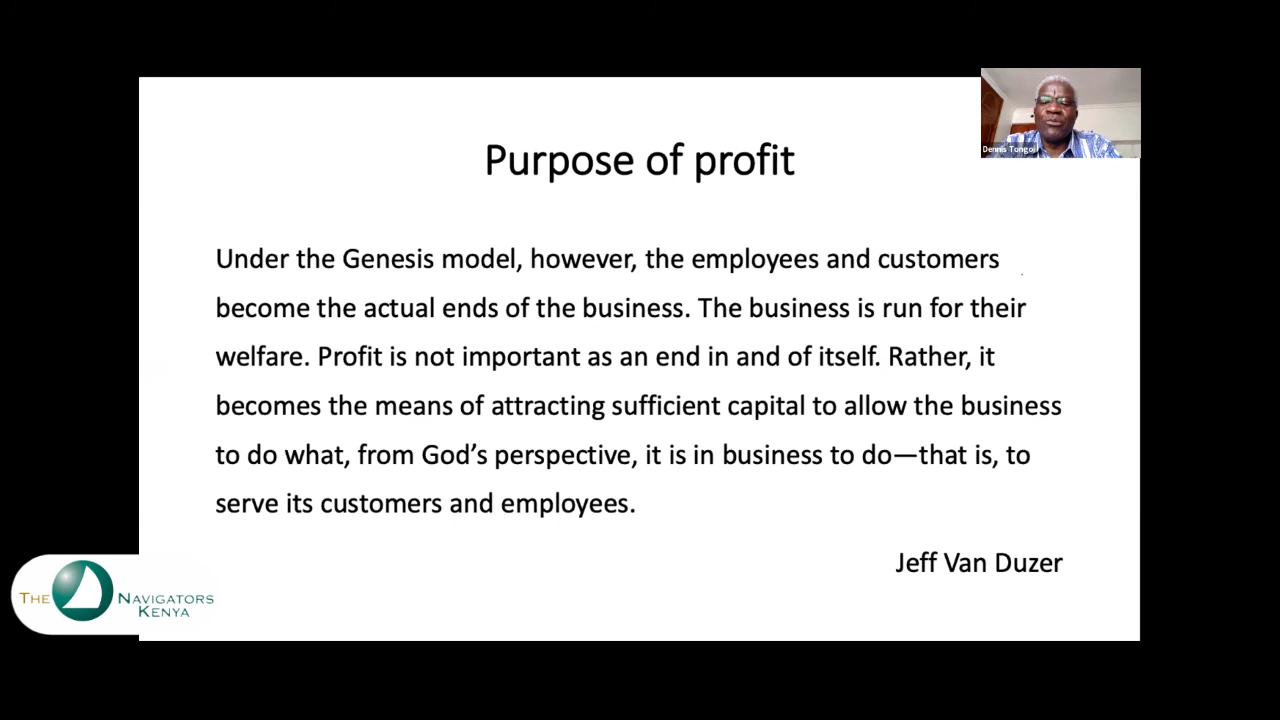 Purpose of profit
Dennis Tongoi
Under the Genesis model, however, the employees and customers
become the actual ends of the business. The business is run for their
welfare. Profit is not important as an end in and of itself. Rather, it
becomes the means of attracting sufficient capital to allow the business
to do what, from God’s perspective, it is in business to do—that is, to
serve its customers and employees.
Jeff Van Duzer
THE NAVIGATORS
KENYA